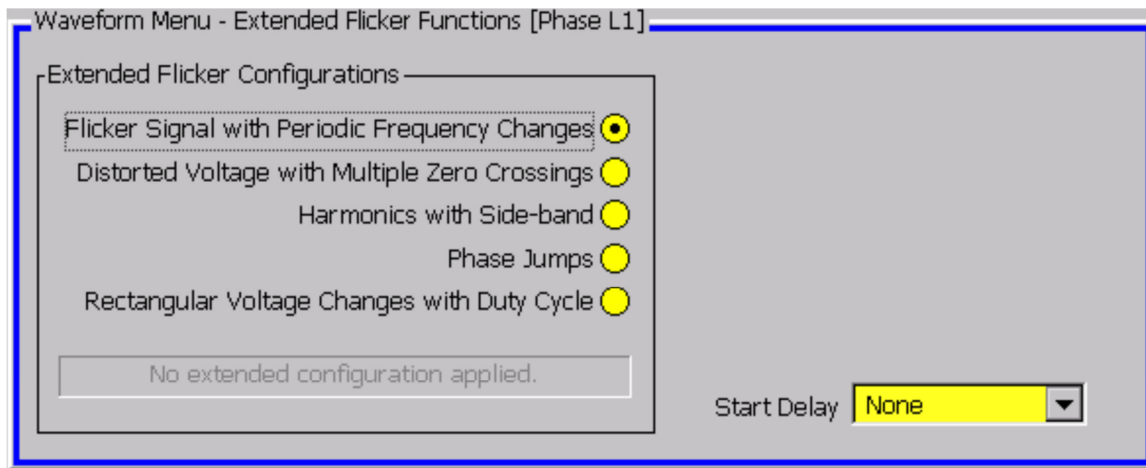 Waveform Menu - Extended Flicker Functions [Phase L1]
Extended Flicker Configurations
Flicker Signal with Periodic Frequency Changes
Distorted Voltage with Multiple Zero Crossings
Harmonics with Side-band
Phase Jumps
Rectangular Voltage Changes with Duty Cycle
No extended configuration applied.
Start Delay None